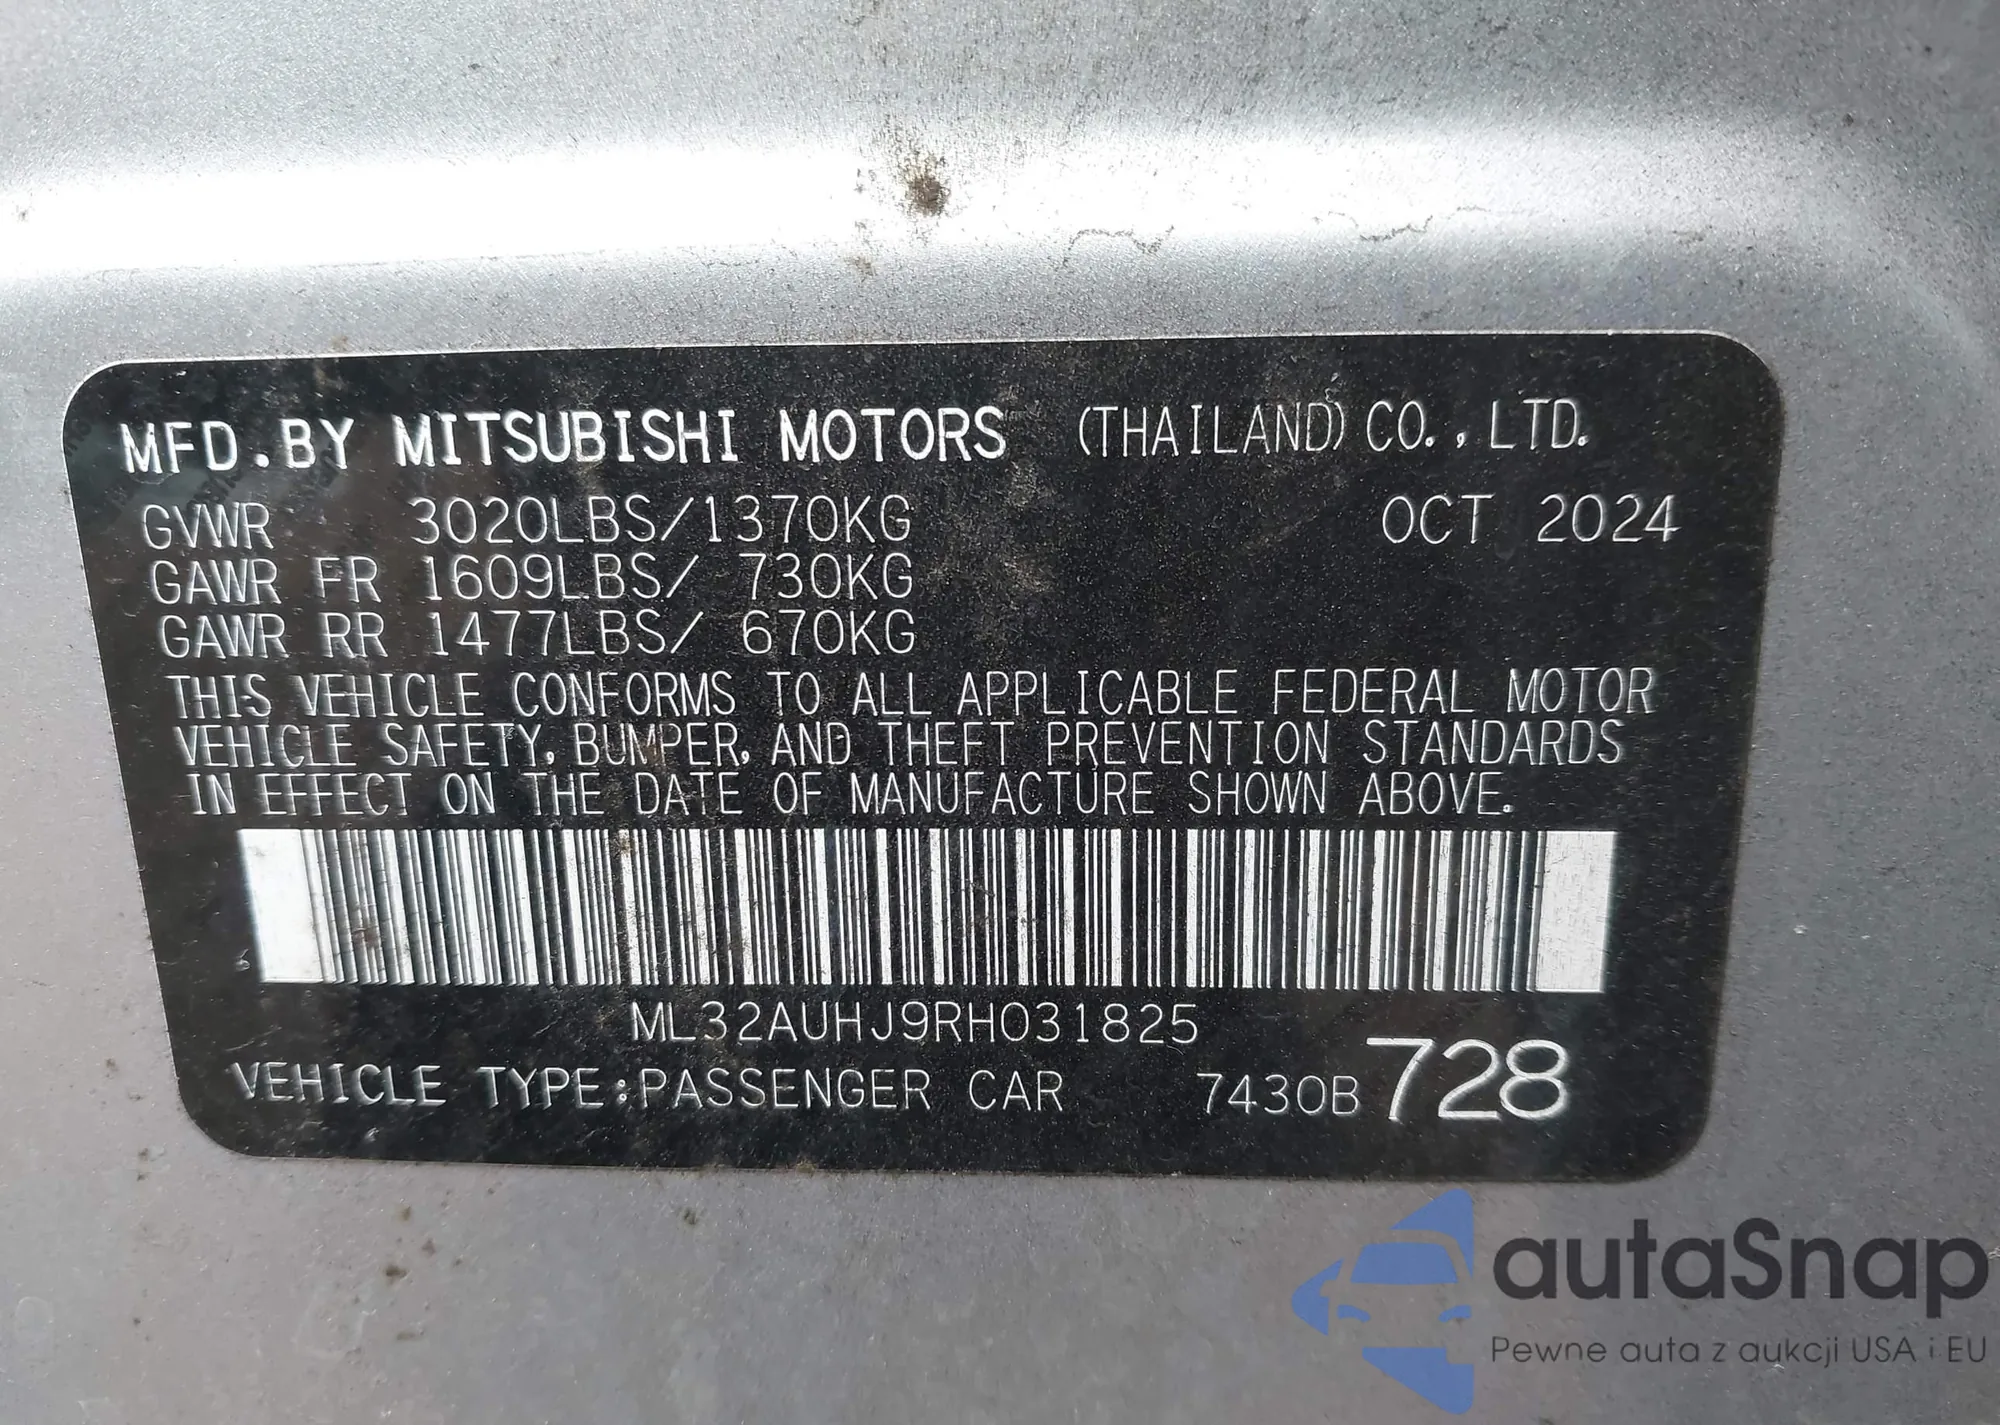 MFD.BY MITSUBISHI MOTORS (THAILAND) CO.,LTD.
GVWR 3020LBS/1370KG OCT 2024
GAWR FR 1609LBS/ 730KG
GAWR RR 1477LBS/ 670KG
THIS VEHICLE CONFORMS TO ALL APPLICABLE FEDERAL MOTOR
VEHICLE SAFETY, BUMPER, AND THEFT PREVENTION STANDARDS
IN EFFECT ON THE DATE OF MANUFACTURE SHOWN ABOVE.
ML32AUHJ9RH031825
VEHICLE TYPE:PASSENGER CAR 7430B 728
autaSnap
Pewne auta z aukcji USA i EU